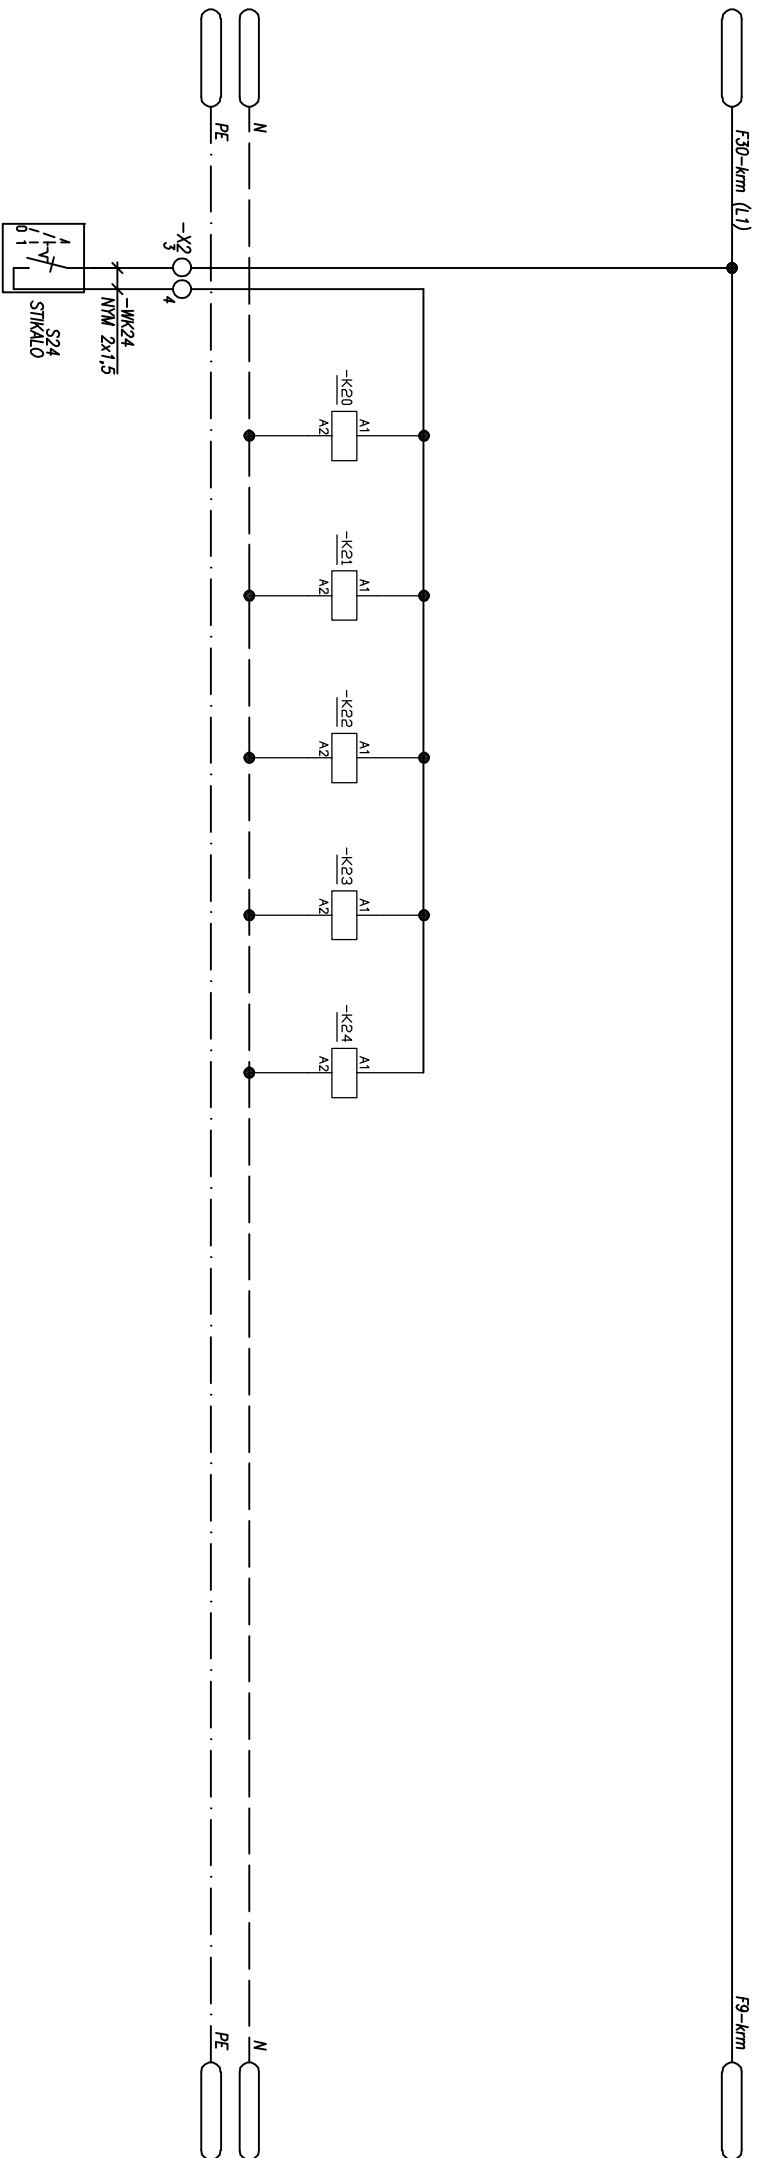 F30-krm (L1)
F9-krm
-K20
A1
A2
-K21
A1
A2
-K22
A1
A2
-K23
A1
A2
-K24
A1
A2
N
N
PE
PE
-X2
3
4
-WK24
NYM 2x1,5
S24
STIKALO
0 1